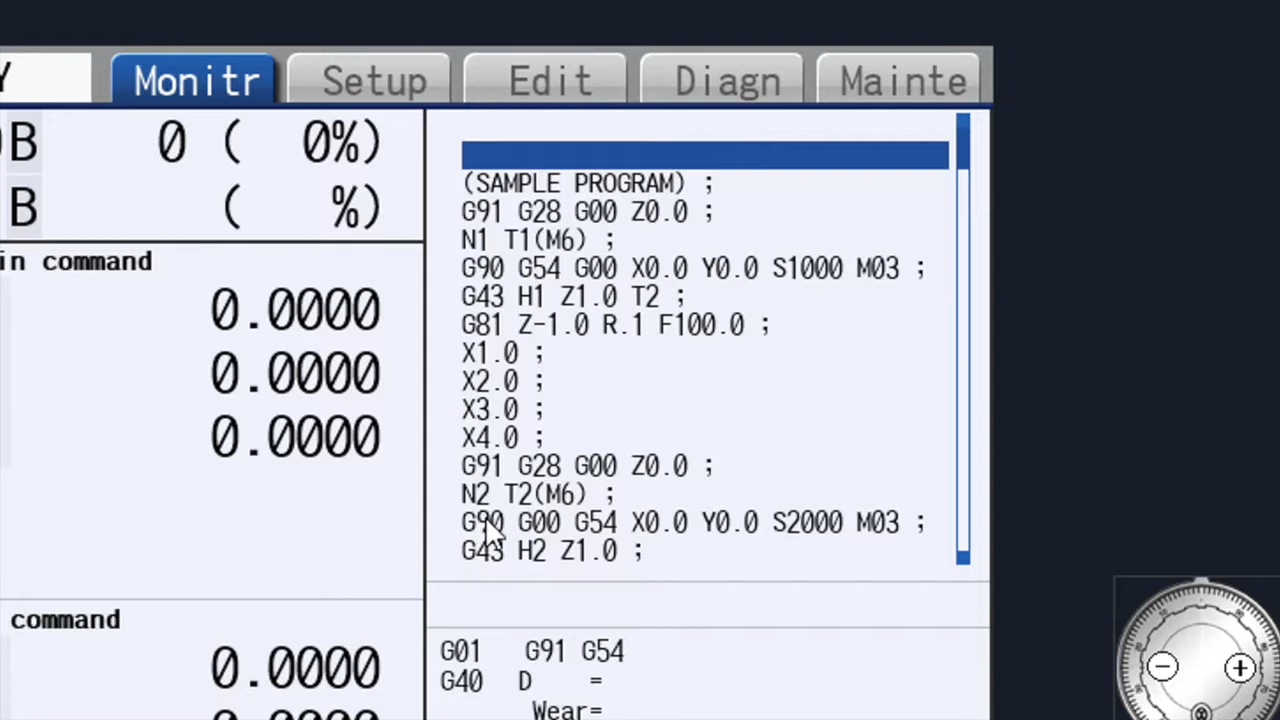 Y Monitr Setup Edit Diagn Mainte
B 0 ( 0%)
B ( %)
in command
0.0000
0.0000
0.0000
command
0.0000
(SAMPLE PROGRAM) ;
G91 G28 G00 Z0.0 ;
N1 T1(M6) ;
G90 G54 G00 X0.0 Y0.0 S1000 M03 ;
G43 H1 Z1.0 T2 ;
G81 Z-1.0 R.1 F100.0 ;
X1.0 ;
X2.0 ;
X3.0 ;
X4.0 ;
G91 G28 G00 Z0.0 ;
N2 T2(M6) ;
G90 G00 G54 X0.0 Y0.0 S2000 M03 ;
G43 H2 Z1.0 ;
G01 G91 G54
G40 D =
Wear=
− +